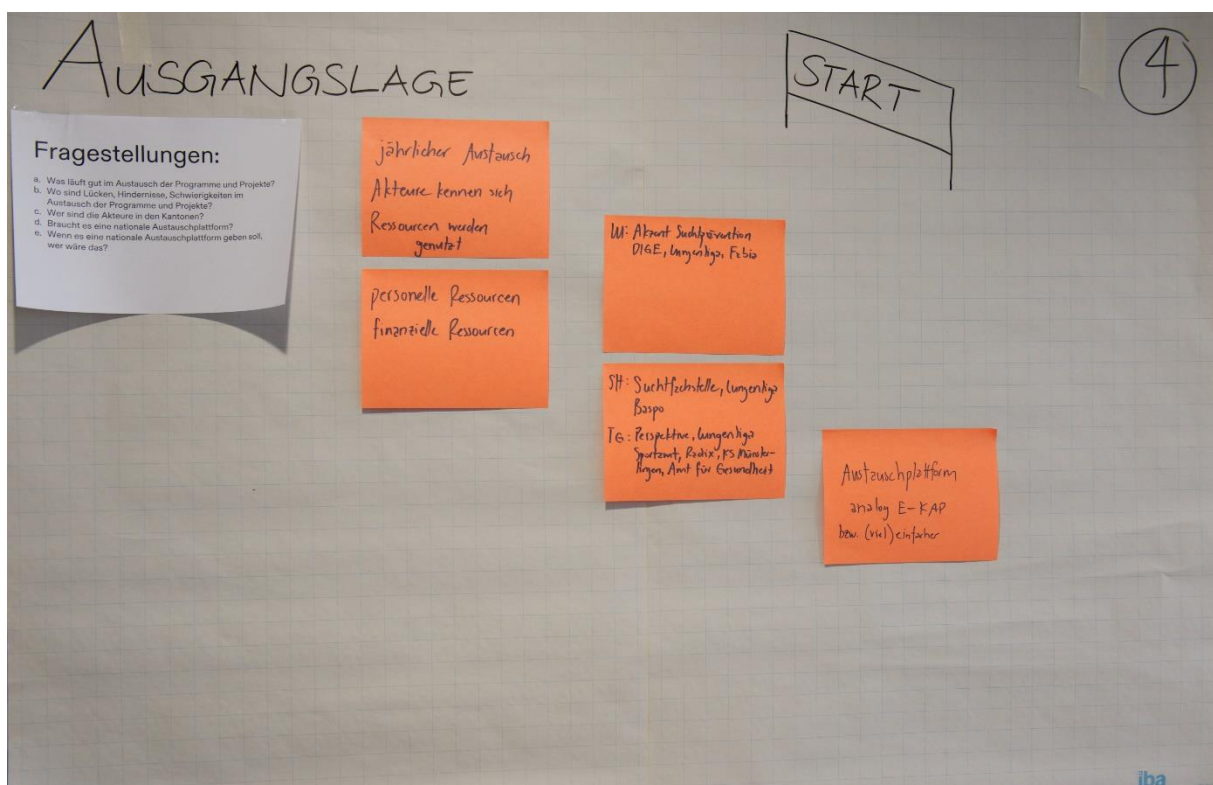 AUSGANGSLAGE
START
4
Fragestellungen:
a. Was läuft gut im Austausch der Programme und Projekte?
b. Wo sind Lücken, Hindernisse, Schwierigkeiten im
Austausch der Programme und Projekte?
c. Wer sind die Akteure in den Kantonen?
d. Braucht es eine nationale Austauschplattform?
e. Wenn es eine nationale Austauschplattform geben soll,
wer wäre das?
jährlicher Austausch
Akteure kennen sich
Ressourcen werden
genutzt
personelle Ressourcen
finanzielle Ressourcen
LU: Akzent Suchtprävention
DIGE, Lungenliga, Fabia
SH: Suchtfachstelle, Lungenliga
Baspo
TG: Perspektive, Lungenliga
Sportamt, Radix, KS Münster-
lingen, Amt für Gesundheit
Austauschplattform
analog E-KAP
bzw. (viel) einfacher
iba